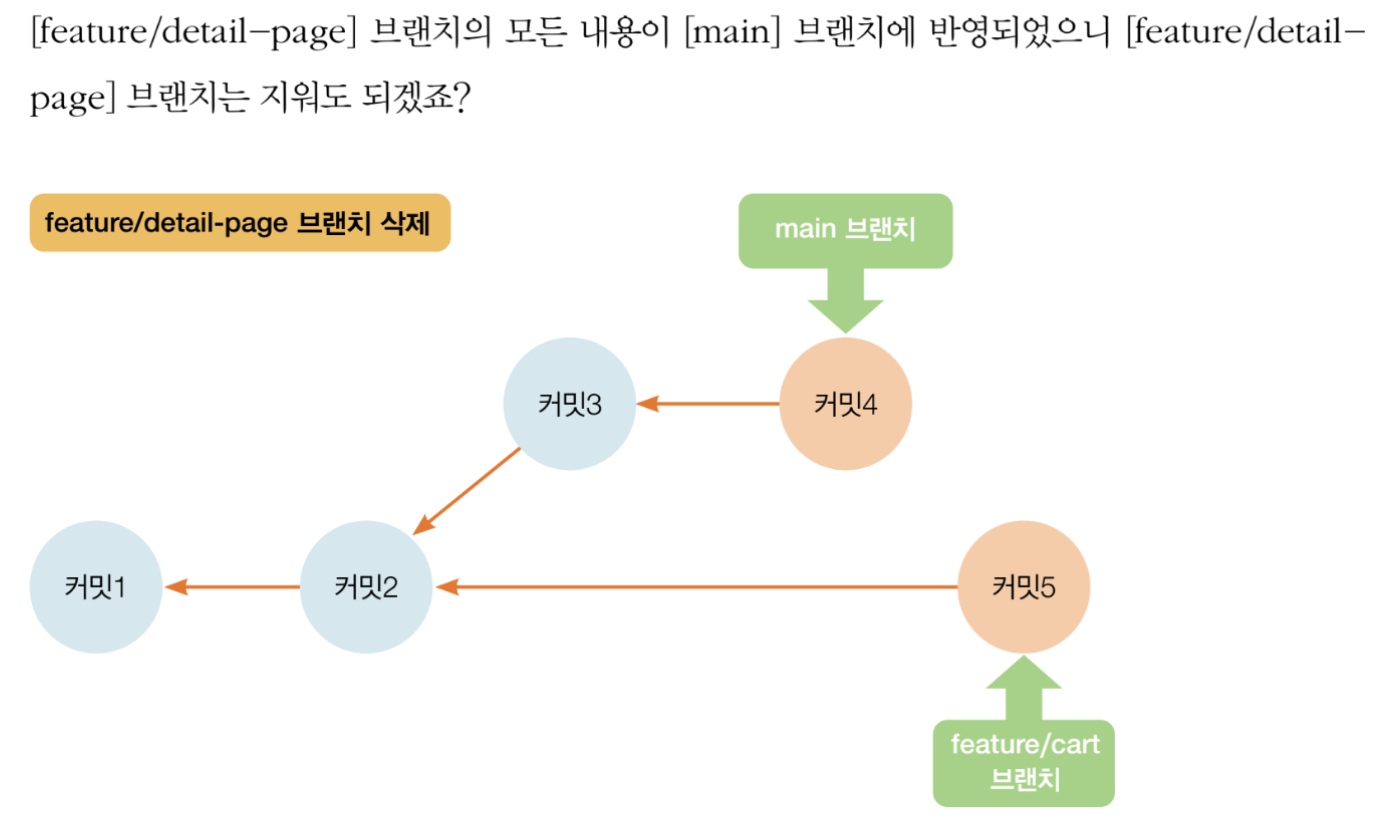 [feature/detail-page] 브랜치의 모든 내용이 [main] 브랜치에 반영되었으니 [feature/detail-
page] 브랜치는 지워도 되겠죠?
feature/detail-page 브랜치 삭제
main 브랜치
커밋3
커밋4
커밋1
커밋2
커밋5
feature/cart
브랜치